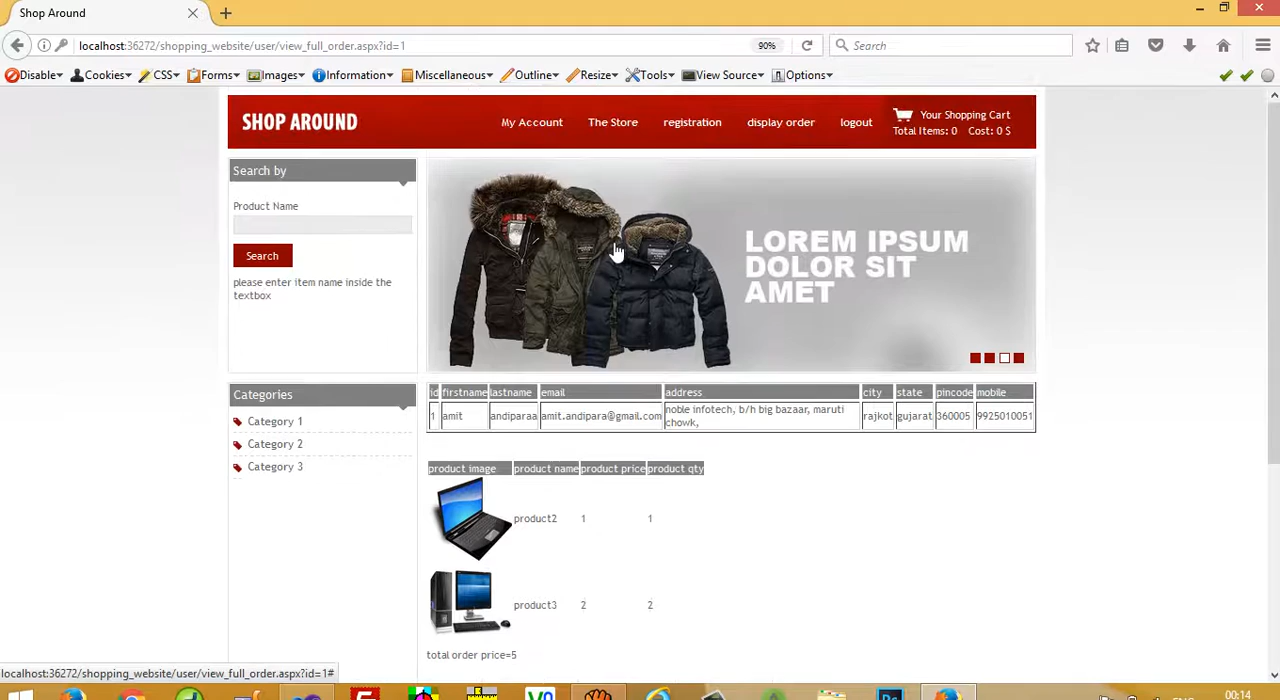 Shop Around
localhost:36272/shopping_website/user/view_full_order.aspx?id=1
90%
Search
Disable Cookies CSS Forms Images Information Miscellaneous Outline Resize Tools View Source Options
SHOP AROUND
My Account The Store registration display order logout
Your Shopping Cart
Total Items: 0 Cost: 0 $
Search by
Product Name
Search
please enter item name inside the
textbox
LOREM IPSUM
DOLOR SIT
AMET
Categories
Category 1
Category 2
Category 3
id firstname lastname email address city state pincode mobile
1 amit andiparaa amit.andipara@gmail.com noble infotech, b/h big bazaar, maruti chowk, rajkot gujarat 360005 9925010051
product image product name product price product qty
product2 1 1
product3 2 2
total order price=5
localhost:36272/shopping_website/user/view_full_order.aspx?id=1#
00:14